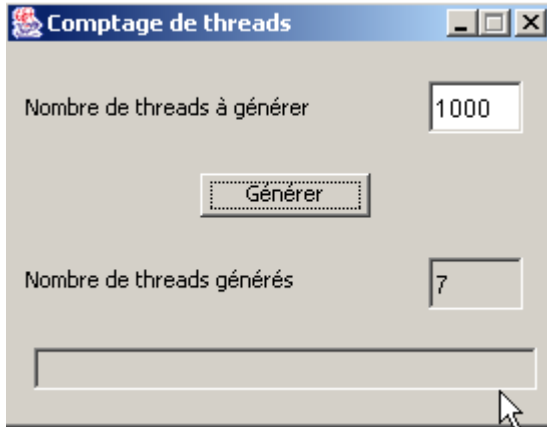 Comptage de threads
Nombre de threads à générer 1000
Générer
Nombre de threads générés 7